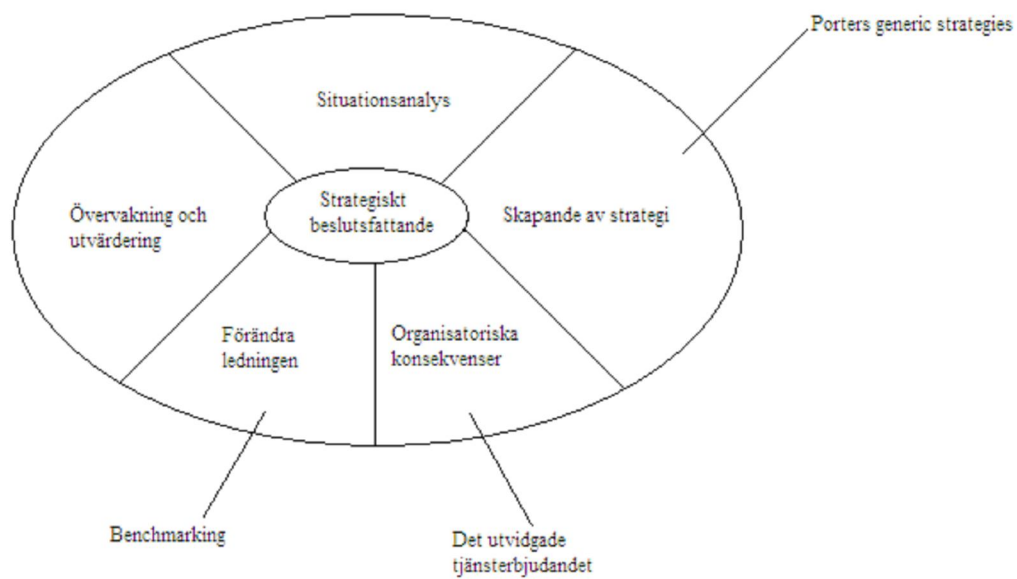 Porters generic strategies
Situationsanalys
Strategiskt
beslutsfattande
Övervakning och
utvärdering
Skapande av strategi
Förändra
ledningen
Organisatoriska
konsekvenser
Benchmarking
Det utvidgade
tjänsterbjudandet